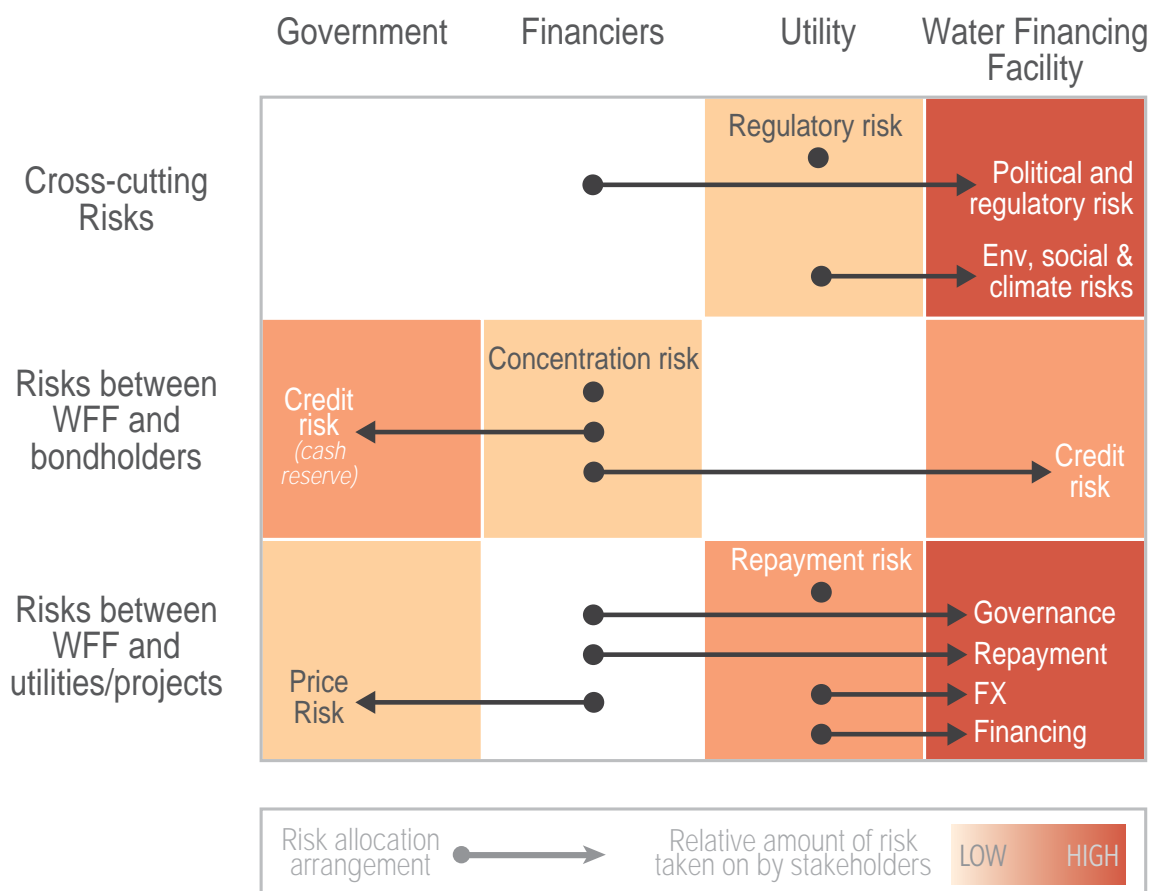 Government
Financiers
Utility
Water Financing
Facility
Cross-cutting
Risks
Regulatory risk
Political and
regulatory risk
Env, social &
climate risks
Risks between
WFF and
bondholders
Concentration risk
Credit
risk
(cash
reserve)
Credit
risk
Risks between
WFF and
utilities/projects
Repayment risk
Governance
Repayment
Price
Risk
FX
Financing
Risk allocation
arrangement
Relative amount of risk
taken on by stakeholders
LOW
HIGH